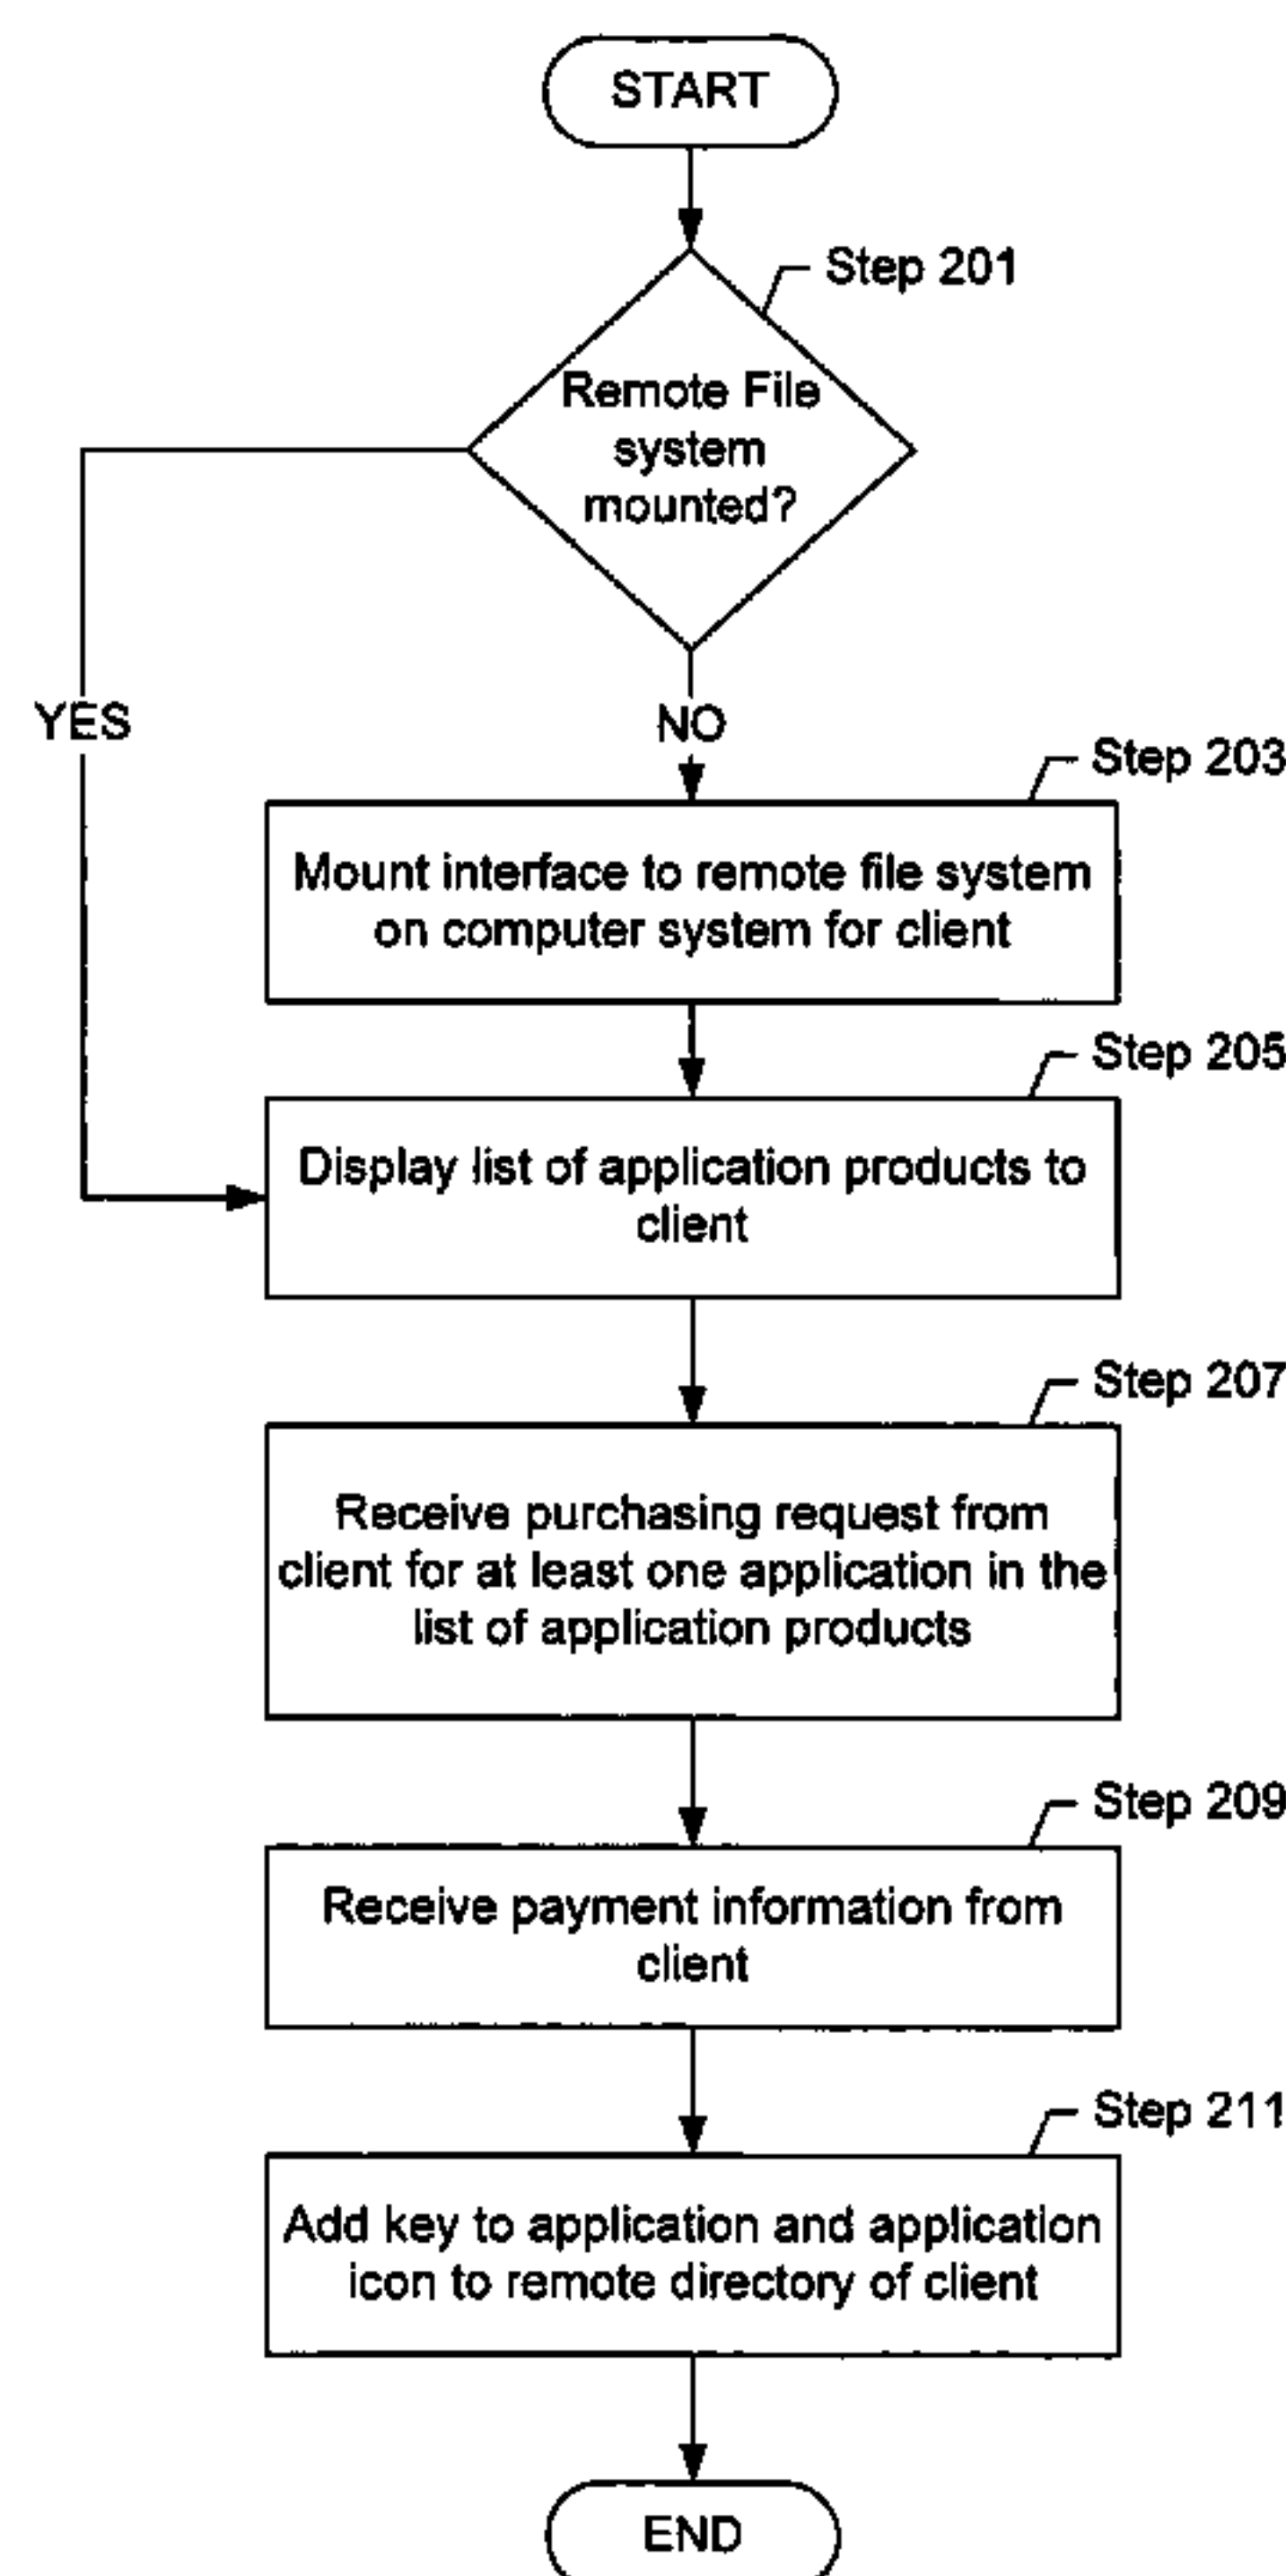 START
Step 201
Remote File
system
mounted?
YES
NO
Step 203
Mount interface to remote file system
on computer system for client
Step 205
Display list of application products to
client
Step 207
Receive purchasing request from
client for at least one application in the
list of application products
Step 209
Receive payment information from
client
Step 211
Add key to application and application
icon to remote directory of client
END